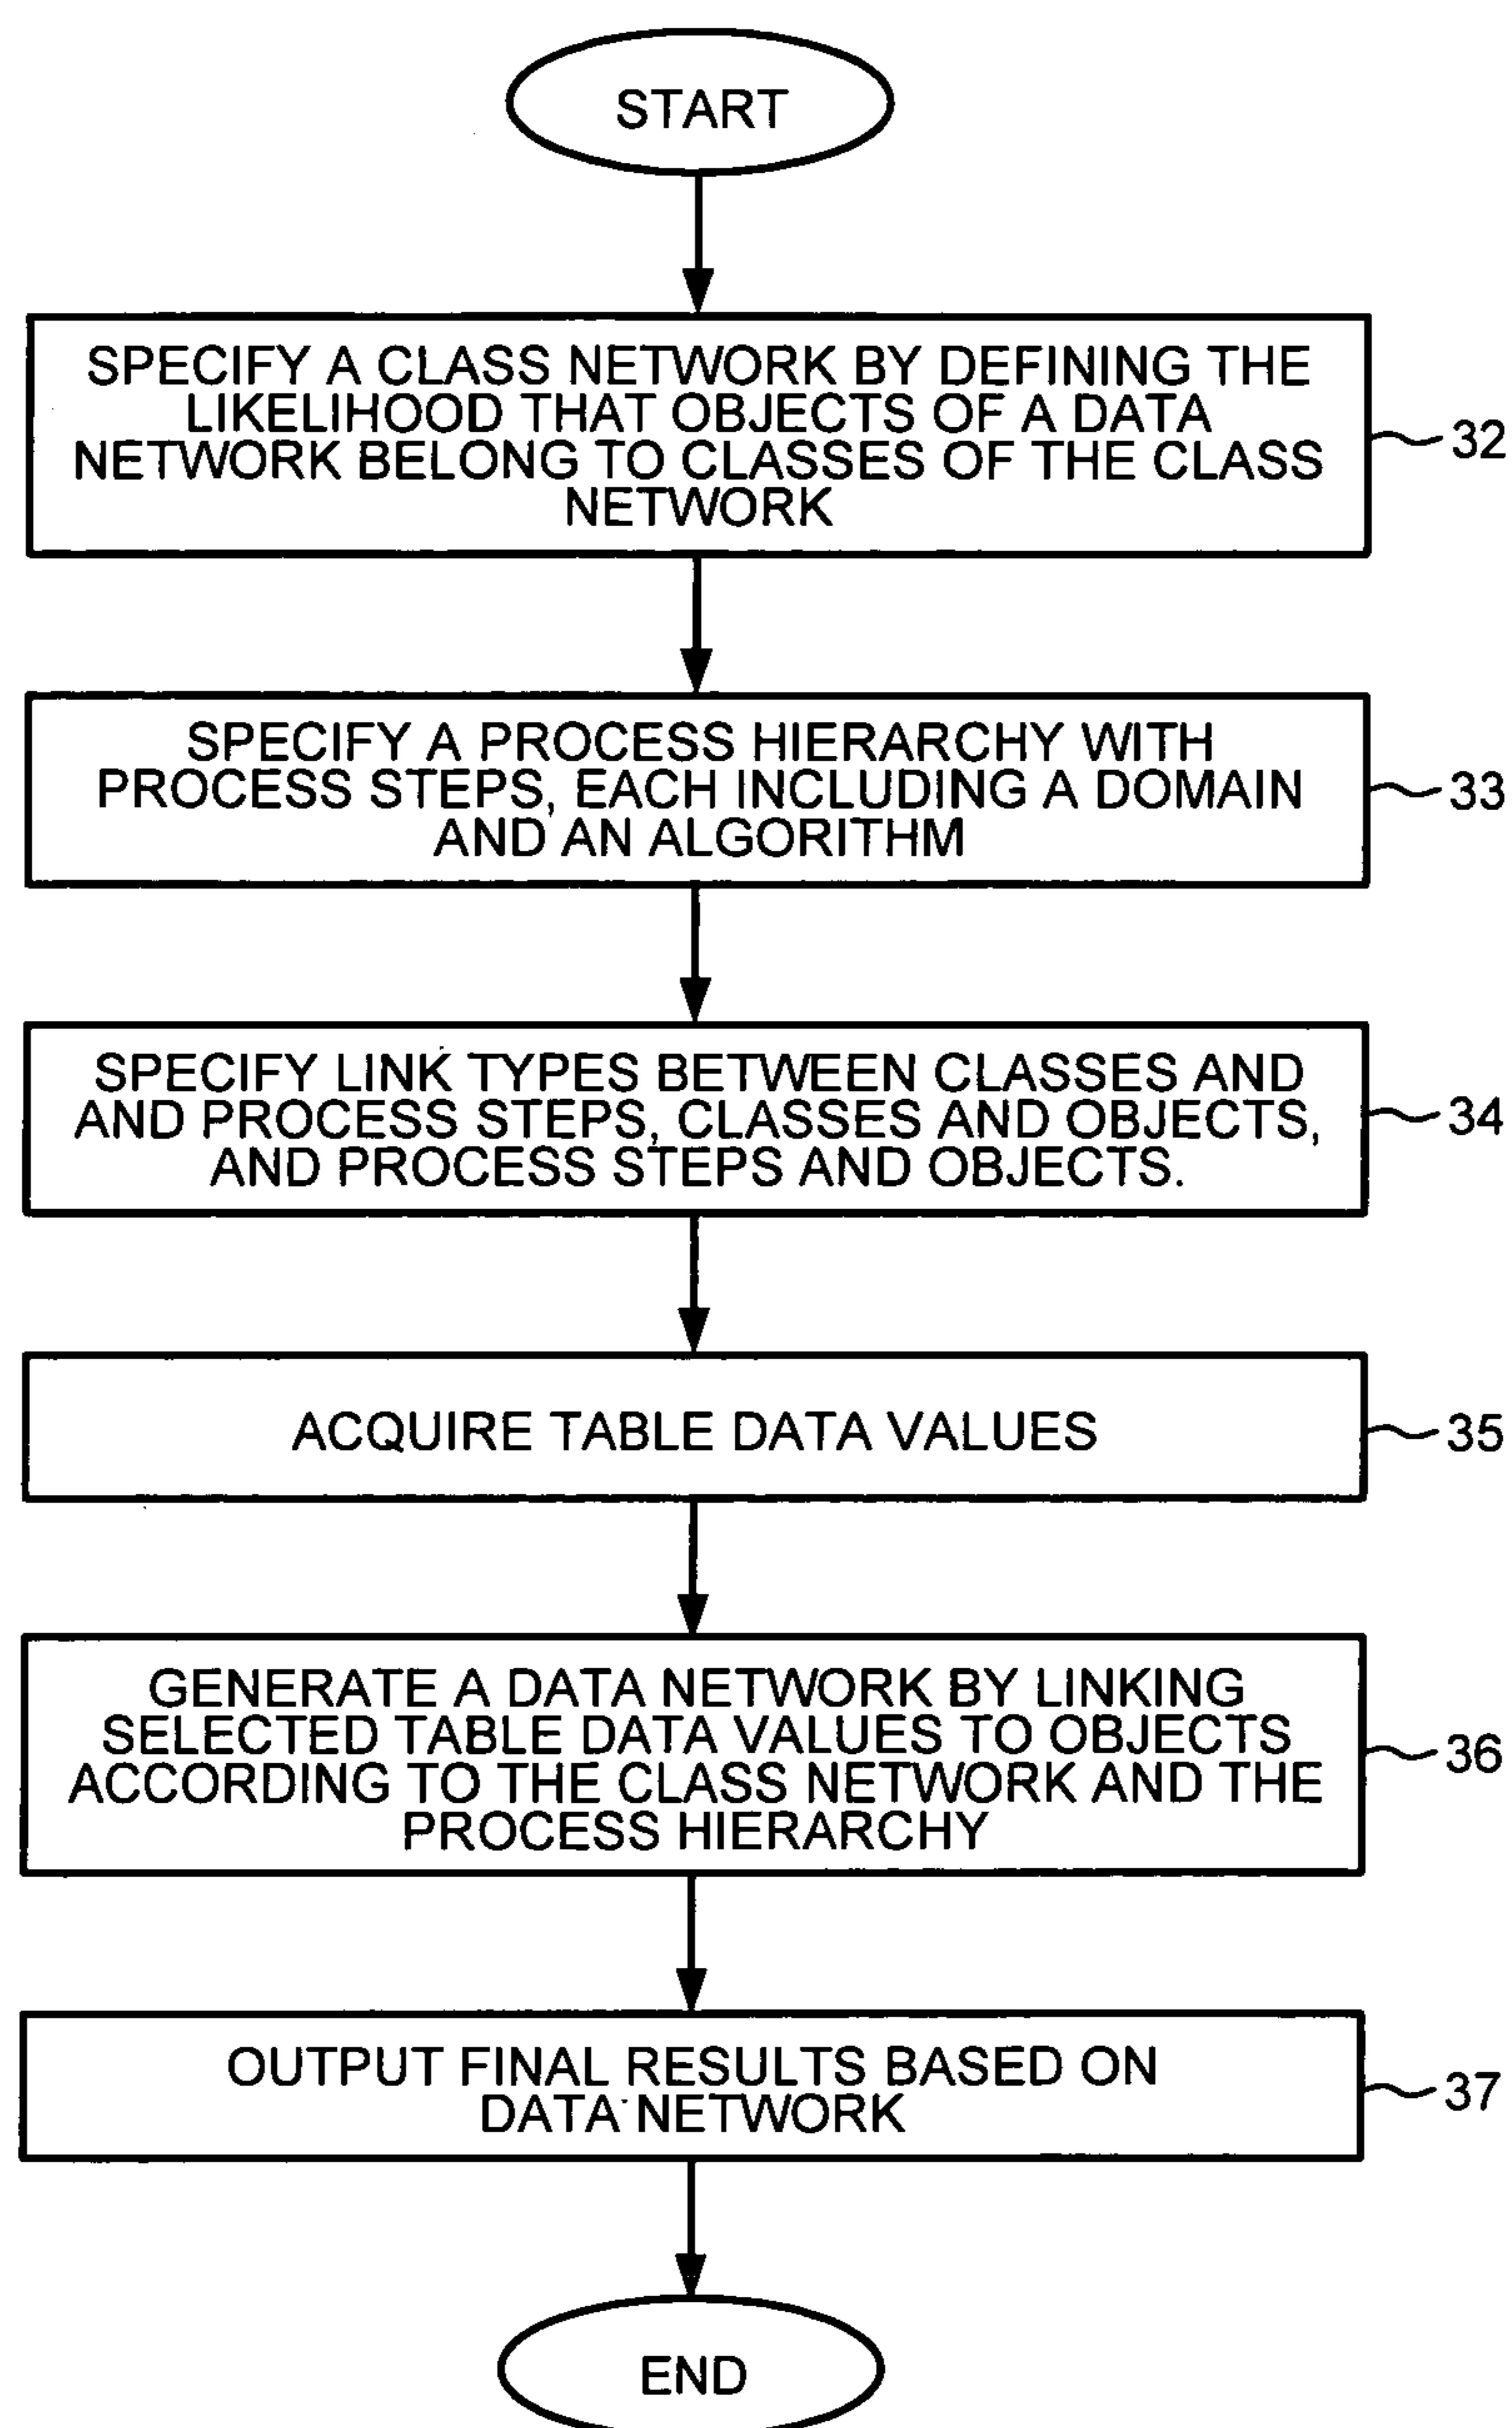 START
SPECIFY A CLASS NETWORK BY DEFINING THE
LIKELIHOOD THAT OBJECTS OF A DATA
NETWORK BELONG TO CLASSES OF THE CLASS
NETWORK
32
SPECIFY A PROCESS HIERARCHY WITH
PROCESS STEPS, EACH INCLUDING A DOMAIN
AND AN ALGORITHM
33
SPECIFY LINK TYPES BETWEEN CLASSES AND
AND PROCESS STEPS, CLASSES AND OBJECTS,
AND PROCESS STEPS AND OBJECTS.
34
ACQUIRE TABLE DATA VALUES
35
GENERATE A DATA NETWORK BY LINKING
SELECTED TABLE DATA VALUES TO OBJECTS
ACCORDING TO THE CLASS NETWORK AND THE
PROCESS HIERARCHY
36
OUTPUT FINAL RESULTS BASED ON
DATA NETWORK
37
END